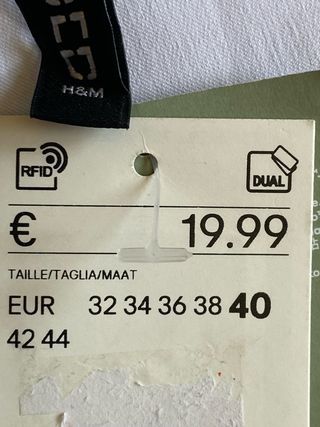 H&M
RFID
DUAL
€ 19.99
TAILLE/TAGLIA/MAAT
EUR 32 34 36 38 40
42 44